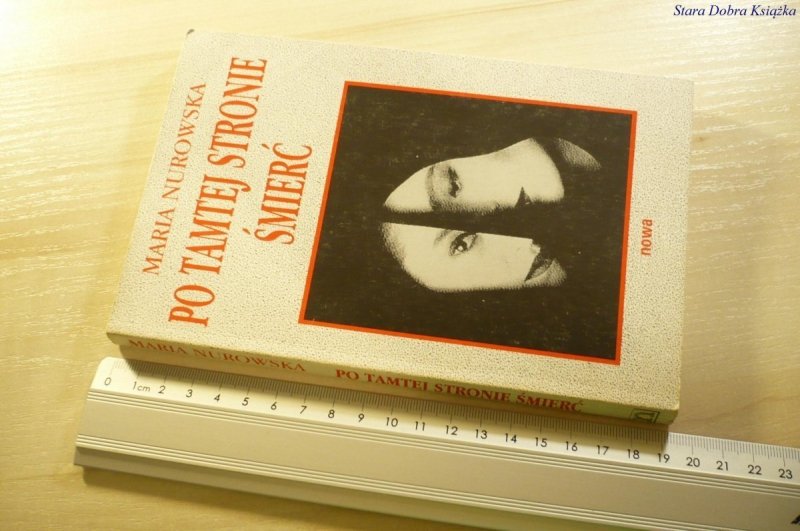 Stara Dobra Książka
MARIA NUROWSKA
PO TAMTEJ STRONIE
ŚMIERĆ
nowa
MARIA NUROWSKA PO TAMTEJ STRONIE ŚMIERĆ
0 1cm 2 3 4 5 6 7 8 9 10 11 12 13 14 15 16 17 18 19 20 21 22 23